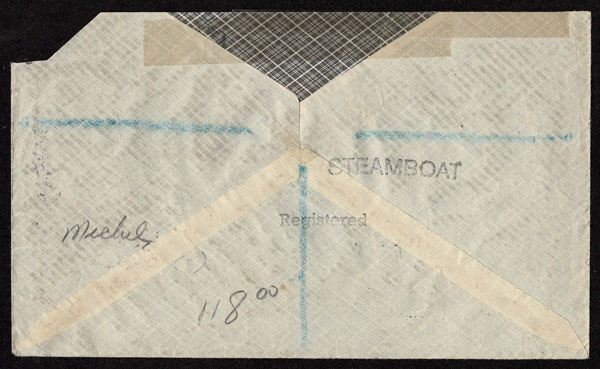 STEAMBOAT
Registered
Michel
118.00